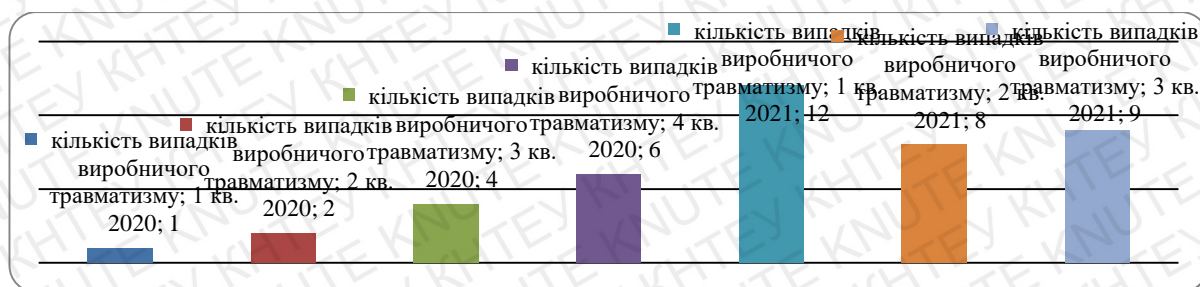 кількість випадків
виробничого
травматизму; 1 кв.
2020; 1
кількість випадків
виробничого
травматизму; 2 кв.
2020; 2
кількість випадків
виробничого
травматизму; 3 кв.
2020; 4
кількість випадків
виробничого
травматизму; 4 кв.
2020; 6
кількість випадків
виробничого
травматизму; 1 кв.
2021; 12
кількість випадків
виробничого
травматизму; 2 кв.
2021; 8
кількість випадків
виробничого
травматизму; 3 кв.
2021; 9
КНТЕУ KNUTE